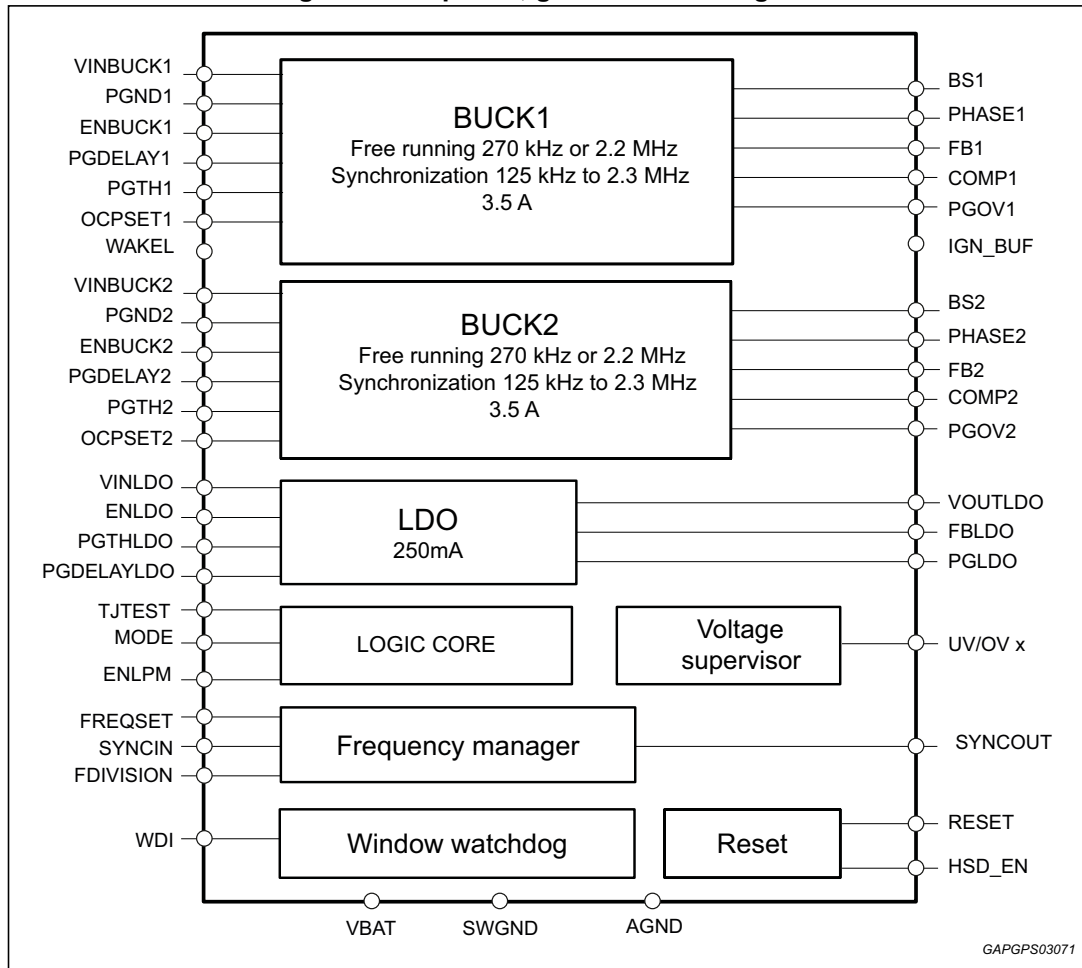 VINBUCK1
PGND1
ENBUCK1
PGDELAY1
PGTH1
OCPSET1
WAKEL
VINBUCK2
PGND2
ENBUCK2
PGDELAY2
PGTH2
OCPSET2
VINLDO
ENLDO
PGTHLDO
PGDELAYLDO
TJTEST
MODE
ENLPM
FREQSET
SYNCIN
FDIVISION
WDI
BUCK1
Free running 270 kHz or 2.2 MHz
Synchronization 125 kHz to 2.3 MHz
3.5 A
BUCK2
Free running 270 kHz or 2.2 MHz
Synchronization 125 kHz to 2.3 MHz
3.5 A
LDO
250mA
LOGIC CORE
Voltage
supervisor
Frequency manager
Window watchdog
Reset
BS1
PHASE1
FB1
COMP1
PGOV1
IGN_BUF
BS2
PHASE2
FB2
COMP2
PGOV2
VOUTLDO
FBLDO
PGLDO
UV/OV x
SYNCOUT
RESET
HSD_EN
VBAT
SWGND
AGND
GAPGPS03071